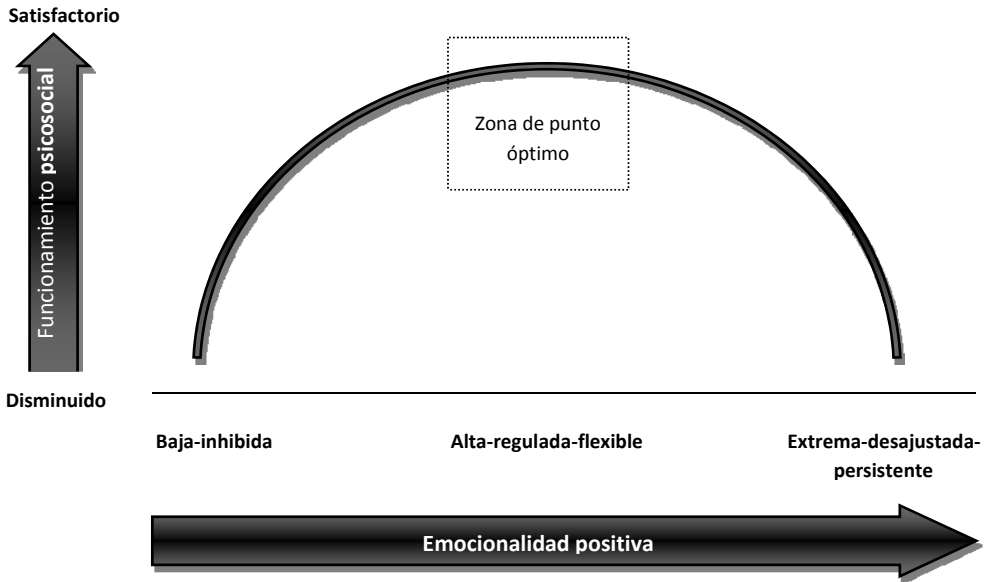 Satisfactorio
Funcionamiento psicosocial
Zona de punto
óptimo
Disminuido
Baja-inhibida
Alta-regulada-flexible
Extrema-desajustada-
persistente
Emocionalidad positiva